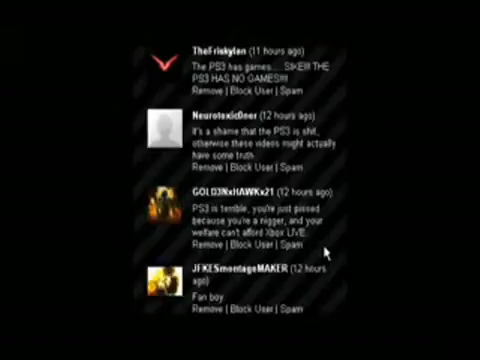 TheFriskyIan (11 hours ago)
The PS3 has games.... SIKE!!! THE
PS3 HAS NO GAMES!!!!
Remove | Block User | Spam
Neurotoxic0ner (12 hours ago)
It's a shame that the PS3 is shit,
otherwise these videos might actually
have some truth.
Remove | Block User | Spam
GOLD3NxHAWKx21 (12 hours ago)
PS3 is terrible, you're just pissed
because you're a nigger, and your
welfare can't afford Xbox LIVE.
Remove | Block User | Spam
JFKESmontageMAKER (12 hours
ago)
Fan boy
Remove | Block User | Spam